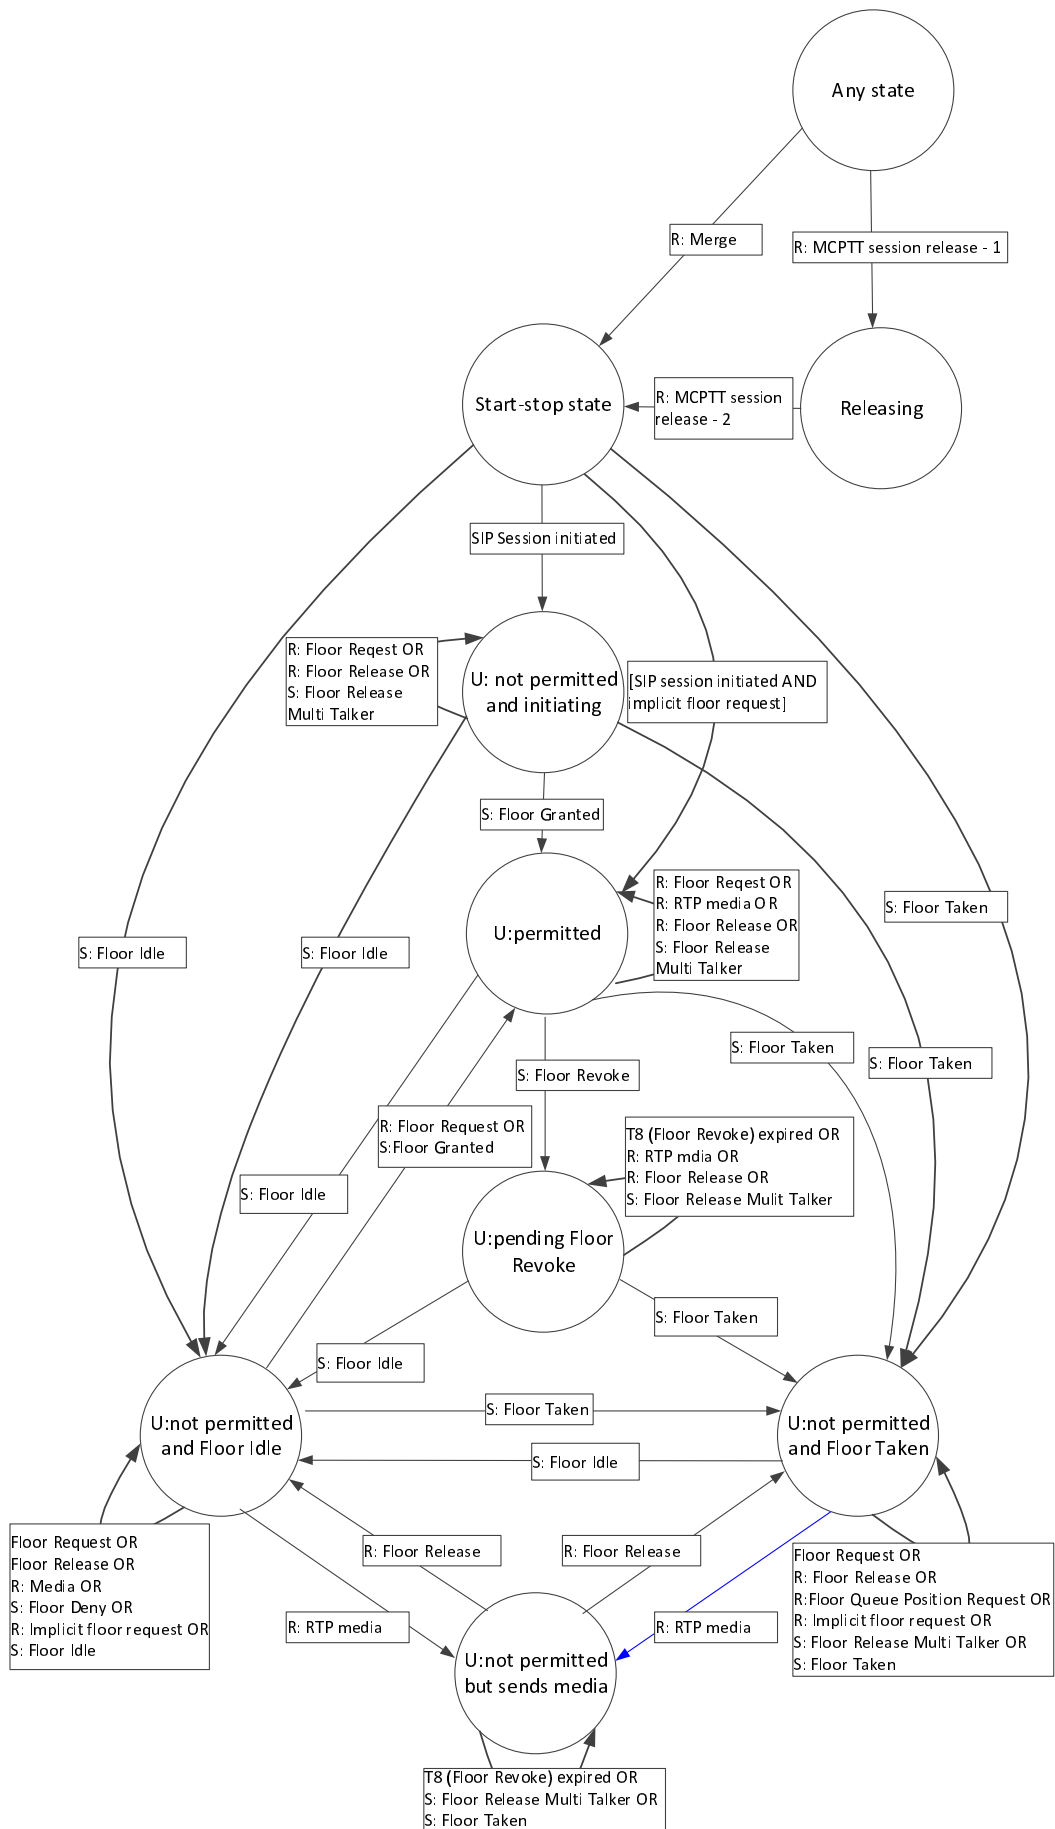 Any state
R: Merge
R: MCPTT session release - 1
Start-stop state
R: MCPTT session
release - 2
Releasing
SIP Session initiated
R: Floor Reqest OR
R: Floor Release OR
S: Floor Release
Multi Talker
U: not permitted
and initiating
[SIP session initiated AND
implicit floor request]
S: Floor Granted
R: Floor Reqest OR
R: RTP media OR
R: Floor Release OR
S: Floor Release
Multi Talker
S: Floor Taken
U:permitted
S: Floor Idle
S: Floor Idle
S: Floor Taken
S: Floor Taken
S: Floor Revoke
R: Floor Request OR
S:Floor Granted
T8 (Floor Revoke) expired OR
R: RTP mdia OR
R: Floor Release OR
S: Floor Release Mulit Talker
S: Floor Idle
U:pending Floor
Revoke
S: Floor Taken
S: Floor Idle
U:not permitted
and Floor Idle
S: Floor Taken
U:not permitted
and Floor Taken
S: Floor Idle
Floor Request OR
Floor Release OR
R: Media OR
S: Floor Deny OR
R: Implicit floor request OR
S: Floor Idle
R: Floor Release
R: Floor Release
Floor Request OR
R: Floor Release OR
R:Floor Queue Position Request OR
R: Implicit floor request OR
S: Floor Release Multi Talker OR
S: Floor Taken
R: RTP media
R: RTP media
U:not permitted
but sends media
T8 (Floor Revoke) expired OR
S: Floor Release Multi Talker OR
S: Floor Taken